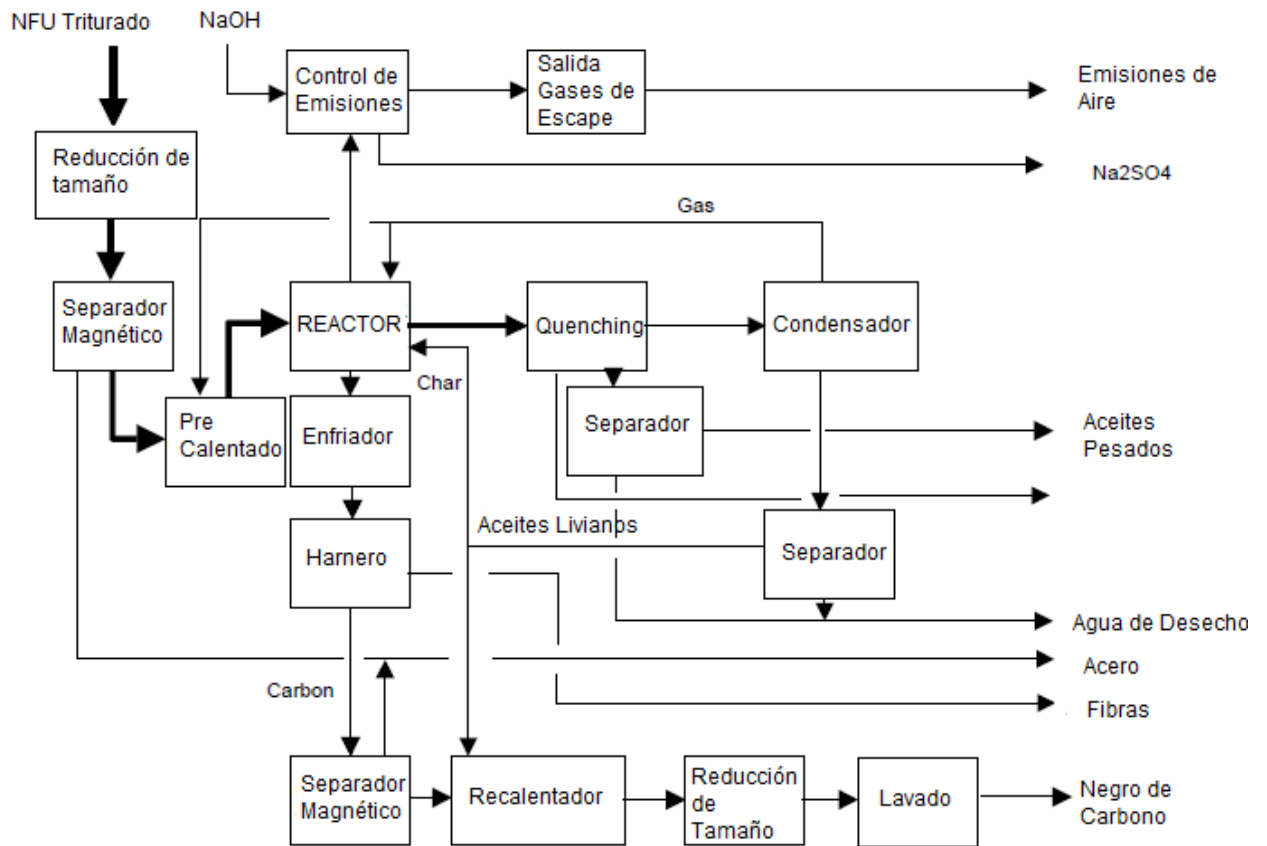 NFU Triturado
NaOH
Control de
Emisiones
Salida
Gases de
Escape
Emisiones de
Aire
Reducción de
tamaño
Na2SO4
Gas
Separador
Magnético
REACTOR
Quenching
Condensador
Char
Pre
Calentado
Enfriador
Separador
Aceites
Pesados
Aceites Livianos
Harnero
Separador
Agua de Desecho
Acero
Carbon
Fibras
Separador
Magnético
Recalentador
Reducción
de
Tamaño
Lavado
Negro de
Carbono